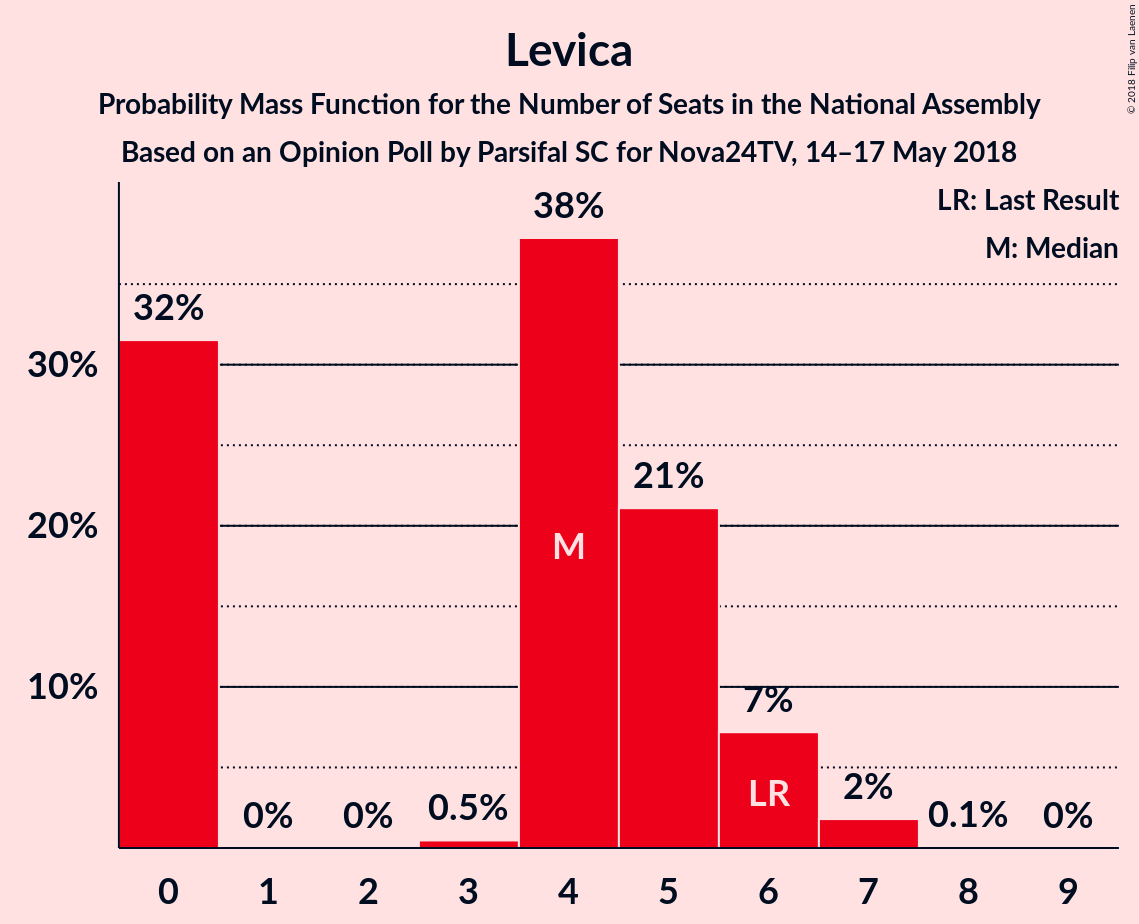 Levica
Probability Mass Function for the Number of Seats in the National Assembly
Based on an Opinion Poll by Parsifal SC for Nova24TV, 14–17 May 2018
© 2018 Filip van Laenen
LR: Last Result
M: Median
38%
32%
30%
21%
20%
M
10%
7%
LR
2%
0%
0%
0.5%
0.1%
0%
0 1 2 3 4 5 6 7 8 9